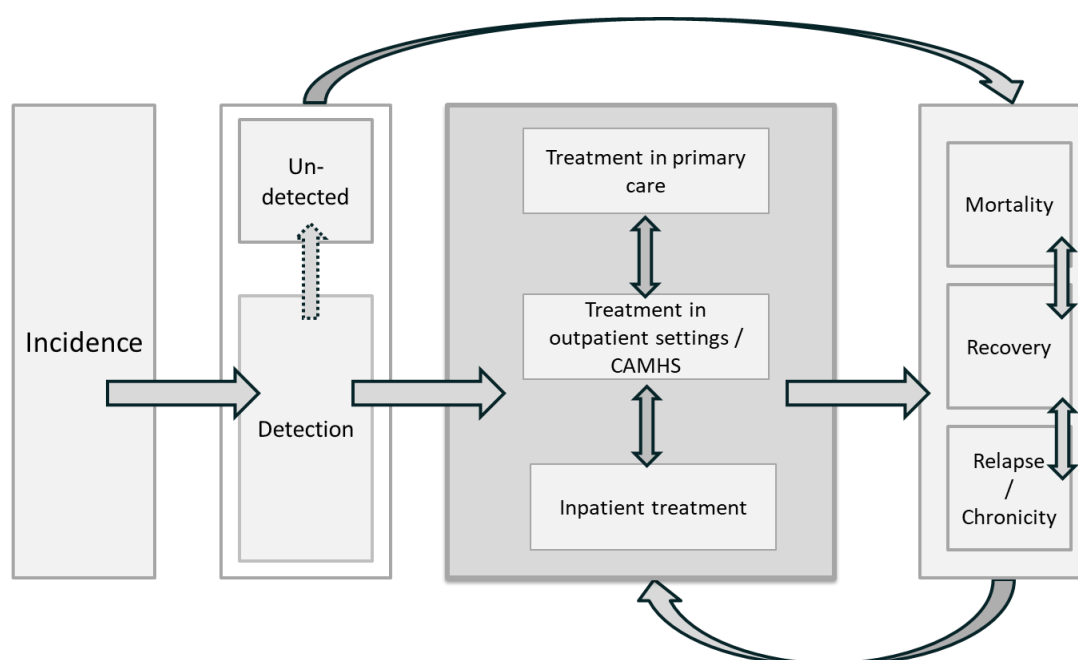 Incidence
Un-
detected
Detection
Treatment in primary
care
Treatment in
outpatient settings /
CAMHS
Inpatient treatment
Mortality
Recovery
Relapse
/
Chronicity